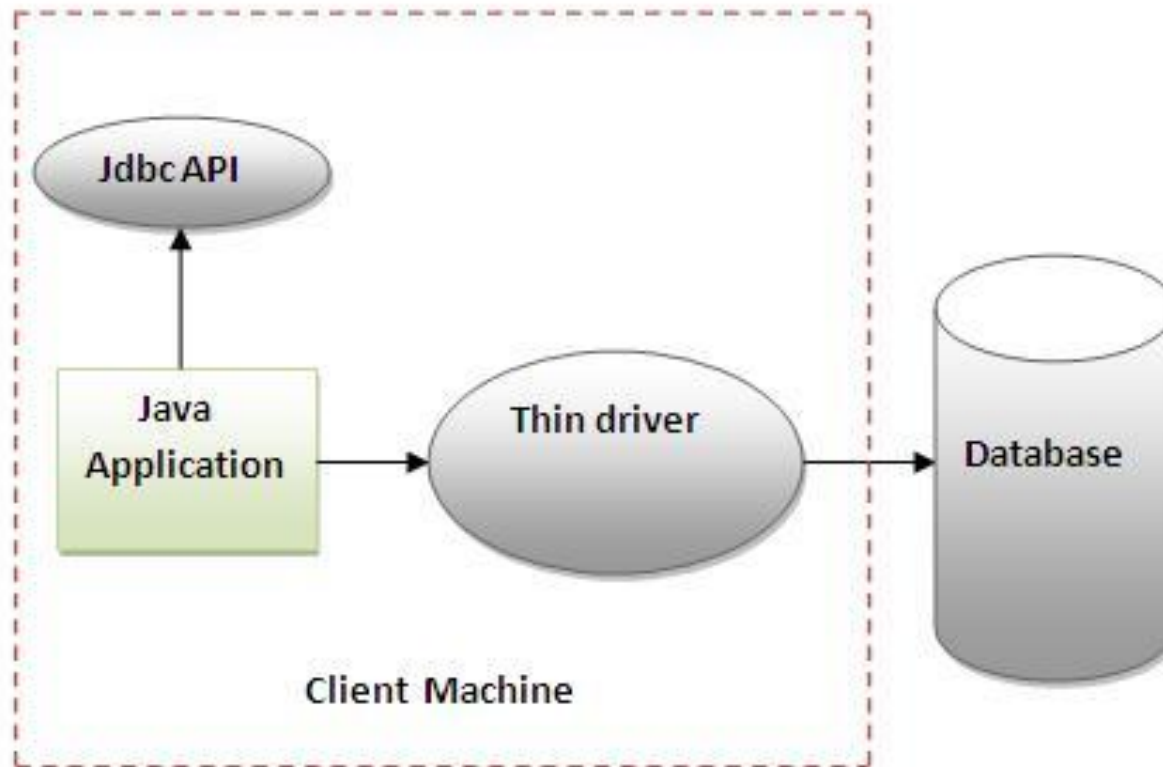 Jdbc API
Java
Application
Thin driver
Database
Client Machine